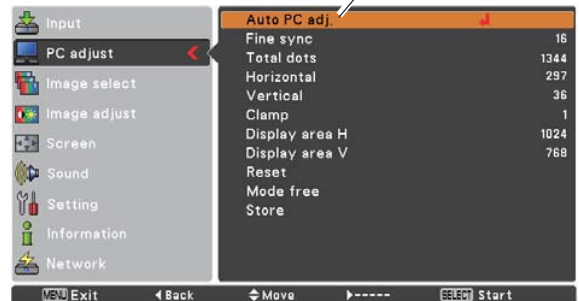 Input
PC adjust
Image select
Image adjust
Screen
Sound
Setting
Information
Network
Auto PC adj.
Fine sync 16
Total dots 1344
Horizontal 297
Vertical 36
Clamp 1
Display area H 1024
Display area V 768
Reset
Mode free
Store
MENU Exit ◄Back Move ►----- SELECT Start